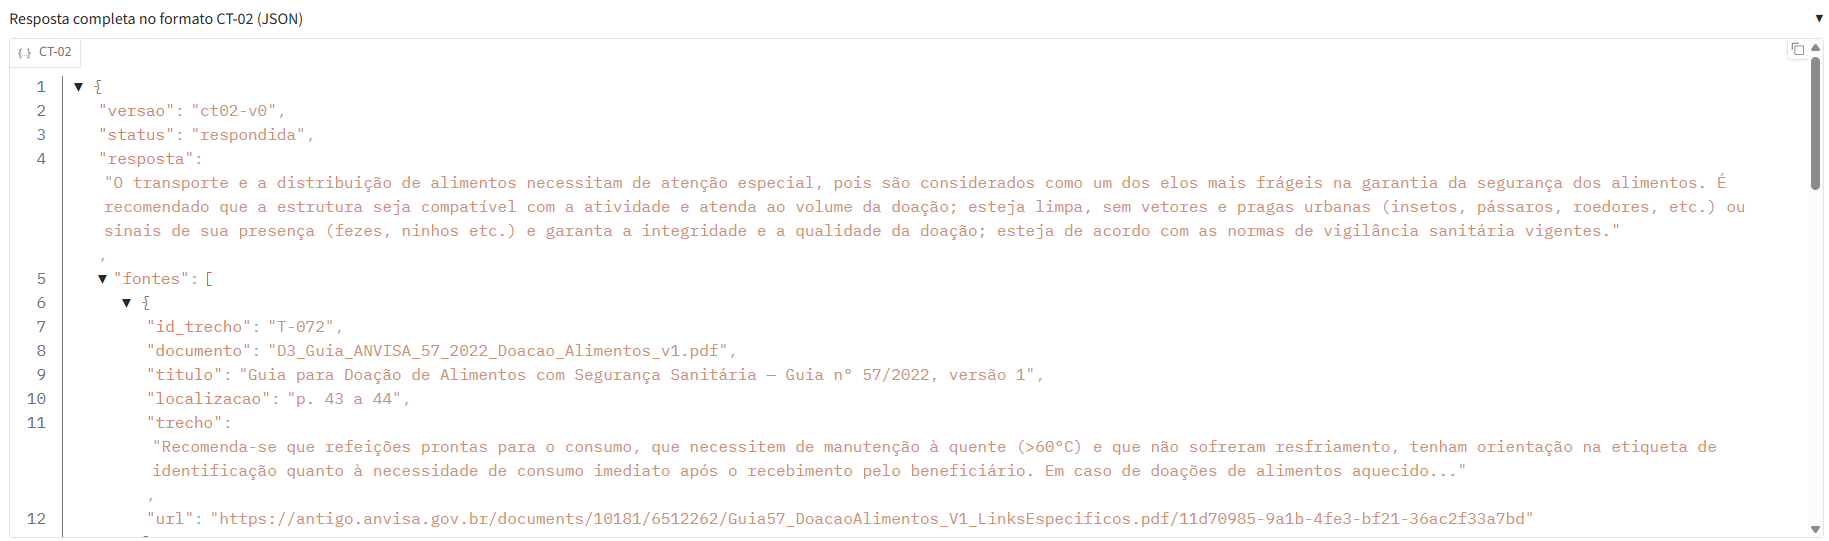 Resposta completa no formato CT-02 (JSON) ▼
{..} CT-02
1 ▼ {
2 "versao": "ct02-v0",
3 "status": "respondida",
4 "resposta":
"O transporte e a distribuição de alimentos necessitam de atenção especial, pois são considerados como um dos elos mais frágeis na garantia da segurança dos alimentos. É
recomendado que a estrutura seja compatível com a atividade e atenda ao volume da doação; esteja limpa, sem vetores e pragas urbanas (insetos, pássaros, roedores, etc.) ou
sinais de sua presença (fezes, ninhos etc.) e garanta a integridade e a qualidade da doação; esteja de acordo com as normas de vigilância sanitária vigentes."
,
5 ▼ "fontes": [
6 ▼ {
7 "id_trecho": "T-072",
8 "documento": "D3_Guia_ANVISA_57_2022_Doacao_Alimentos_v1.pdf",
9 "titulo": "Guia para Doação de Alimentos com Segurança Sanitária — Guia nº 57/2022, versão 1",
10 "localizacao": "p. 43 a 44",
11 "trecho":
"Recomenda-se que refeições prontas para o consumo, que necessitem de manutenção à quente (>60°C) e que não sofreram resfriamento, tenham orientação na etiqueta de
identificação quanto à necessidade de consumo imediato após o recebimento pelo beneficiário. Em caso de doações de alimentos aquecido..."
,
12 "url": "https://antigo.anvisa.gov.br/documents/10181/6512262/Guia57_DoacaoAlimentos_V1_LinksEspecificos.pdf/11d70985-9a1b-4fe3-bf21-36ac2f33a7bd"